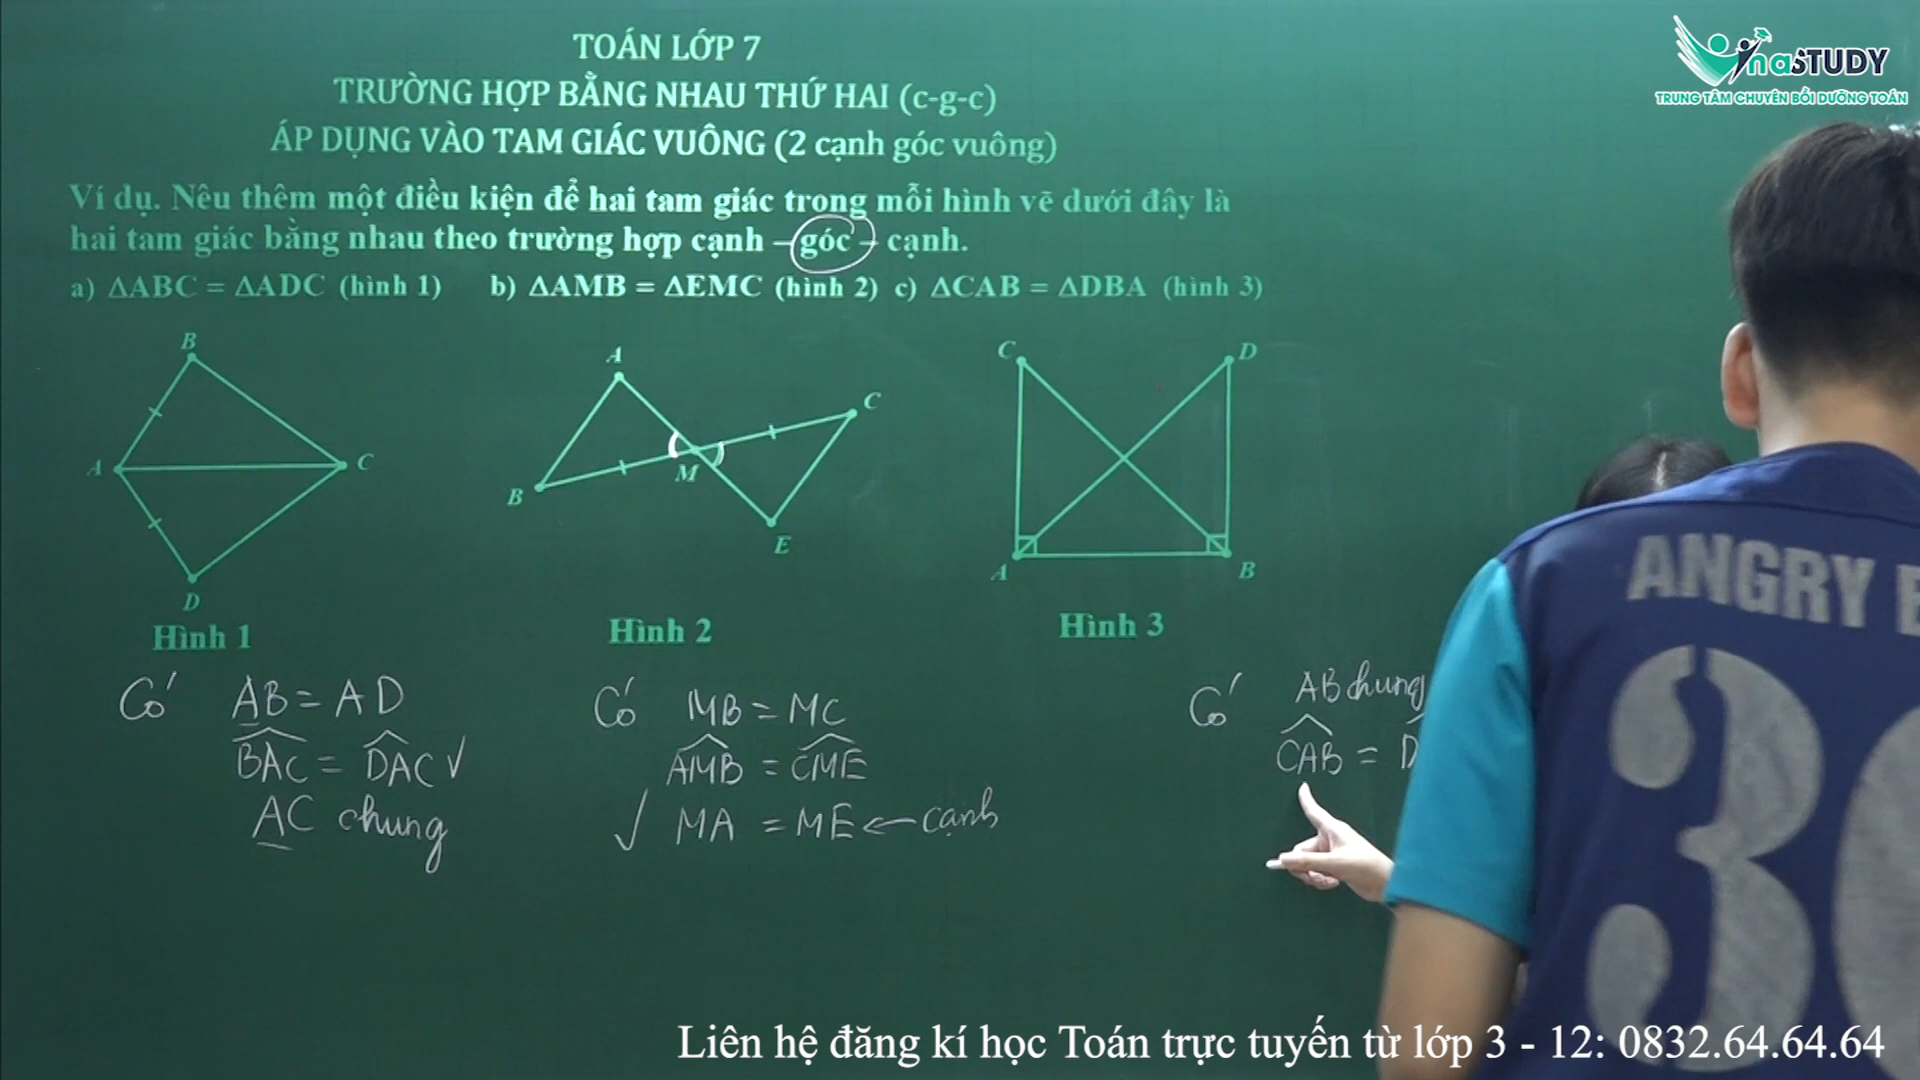 VinaSTUDY
TRUNG TÂM CHUYÊN BỒI DƯỠNG TOÁN
TOÁN LỚP 7
TRƯỜNG HỢP BẰNG NHAU THỨ HAI (c-g-c)
ÁP DỤNG VÀO TAM GIÁC VUÔNG (2 cạnh góc vuông)
Ví dụ. Nêu thêm một điều kiện để hai tam giác trong mỗi hình vẽ dưới đây là
hai tam giác bằng nhau theo trường hợp cạnh – góc – cạnh.
a) ΔABC = ΔADC (hình 1) b) ΔAMB = ΔEMC (hình 2) c) ΔCAB = ΔDBA (hình 3)
B
A
C
D
Hình 1
A
C
B
M
E
Hình 2
C
D
A
B
Hình 3
Có AB = AD
BAC = DAC ✓
AC chung
Có MB = MC
AMB = CME
✓ MA = ME ← cạnh
Có AB chung
CAB = D
ANGRY
30
Liên hệ đăng kí học Toán trực tuyến từ lớp 3 - 12: 0832.64.64.64